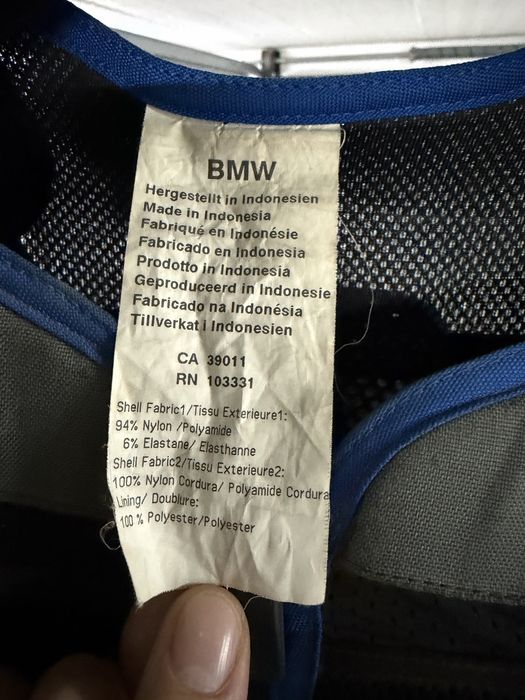 BMW
Hergestellt in Indonesien
Made in Indonesia
Fabriqué en Indonésie
Fabricado en Indonesia
Prodotto in Indonesia
Geproduceerd in Indonesie
Fabricado na Indonésia
Tillverkat i Indonesien
CA 39011
RN 103331
Shell Fabric1/Tissu Exterieure1:
94% Nylon /Polyamide
6% Elastane/ Elasthanne
Shell Fabric2/Tissu Exterieure2:
100% Nylon Cordura/ Polyamide Cordura
Lining/ Doublure:
100 % Polyester/Polyester